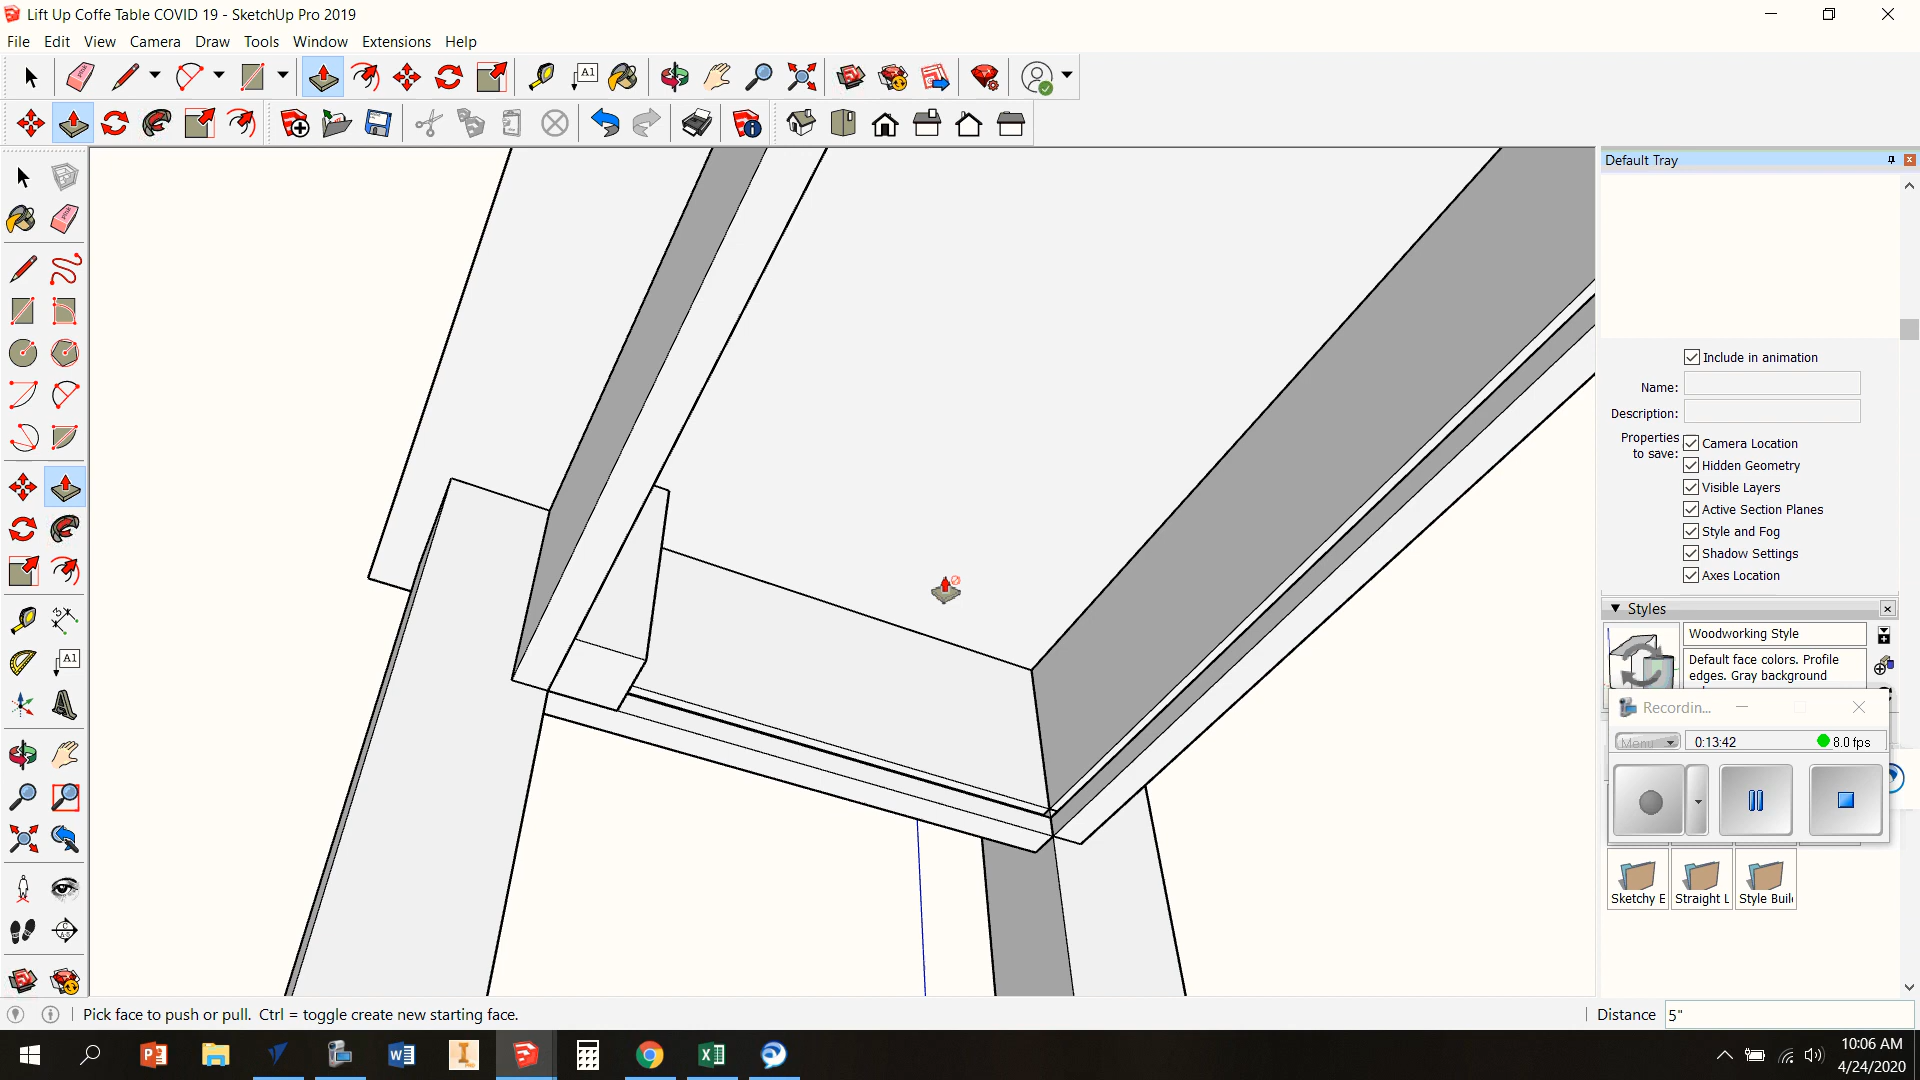 Lift Up Coffe Table COVID 19 - SketchUp Pro 2019
File Edit View Camera Draw Tools Window Extensions Help
A1
Default Tray
Include in animation
Name:
Description:
Properties to save:
Camera Location
Hidden Geometry
Visible Layers
Active Section Planes
Style and Fog
Shadow Settings
Axes Location
Styles
Woodworking Style
Default face colors. Profile
edges. Gray background
Recordin...
Menu
0:13:42
8.0 fps
A1
Sketchy E
Straight L
Style Buil
Pick face to push or pull. Ctrl = toggle create new starting face.
Distance 5"
10:06 AM
4/24/2020